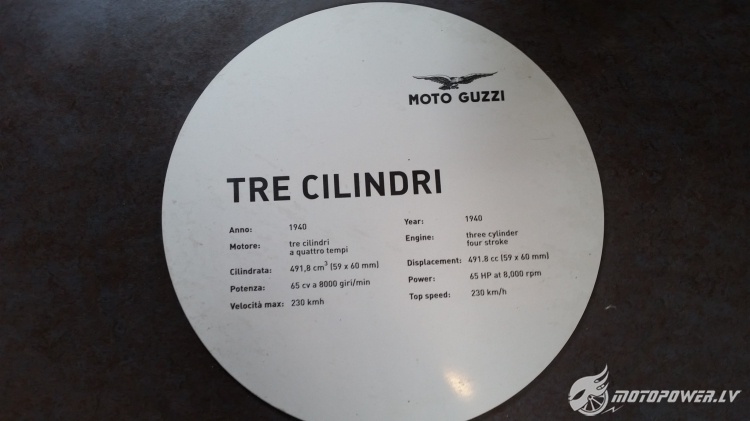 MOTO GUZZI
TRE CILINDRI
Anno: 1940
Motore: tre cilindri
a quattro tempi
Cilindrata: 491,8 cm³ (59 x 60 mm)
Potenza: 65 cv a 8000 giri/min
Velocità max: 230 kmh
Year: 1940
Engine: three cylinder
four stroke
Displacement: 491.8 cc (59 x 60 mm)
Power: 65 HP at 8,000 rpm
Top speed: 230 km/h
MOTOPOWER.LV